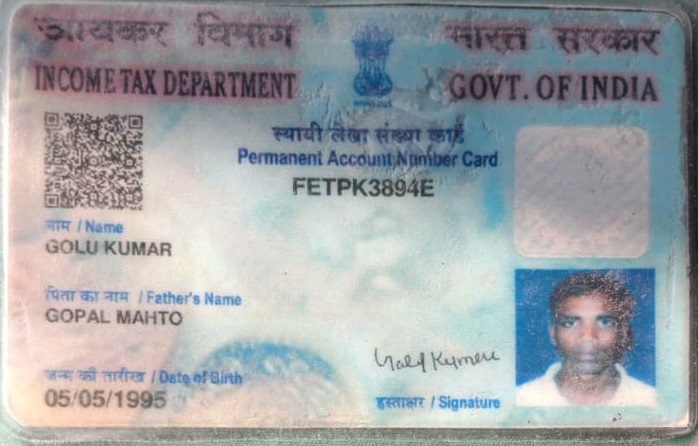 आयकर विभाग
INCOME TAX DEPARTMENT
भारत सरकार
GOVT. OF INDIA
स्थायी लेखा संख्या कार्ड
Permanent Account Number Card
FETPK3894E
नाम / Name
GOLU KUMAR
पिता का नाम / Father's Name
GOPAL MAHTO
जन्म की तारीख / Date of Birth
05/05/1995
Kumar
हस्ताक्षर / Signature